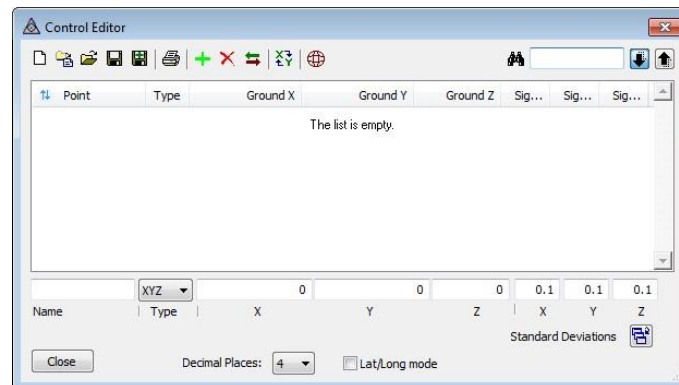 Control Editor
Point Type Ground X Ground Y Ground Z Sig... Sig... Sig...
The list is empty.
XYZ 0 0 0 0.1 0.1 0.1
Name Type X Y Z X Y Z
Standard Deviations
Close Decimal Places: 4 Lat/Long mode